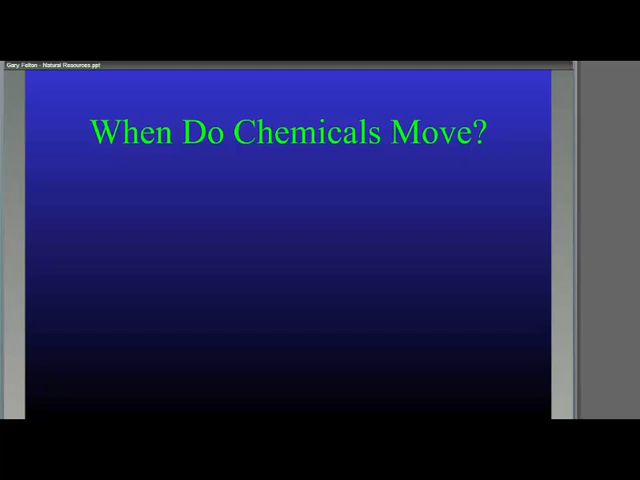 Gary Felton - Natural Resources.ppt
When Do Chemicals Move?